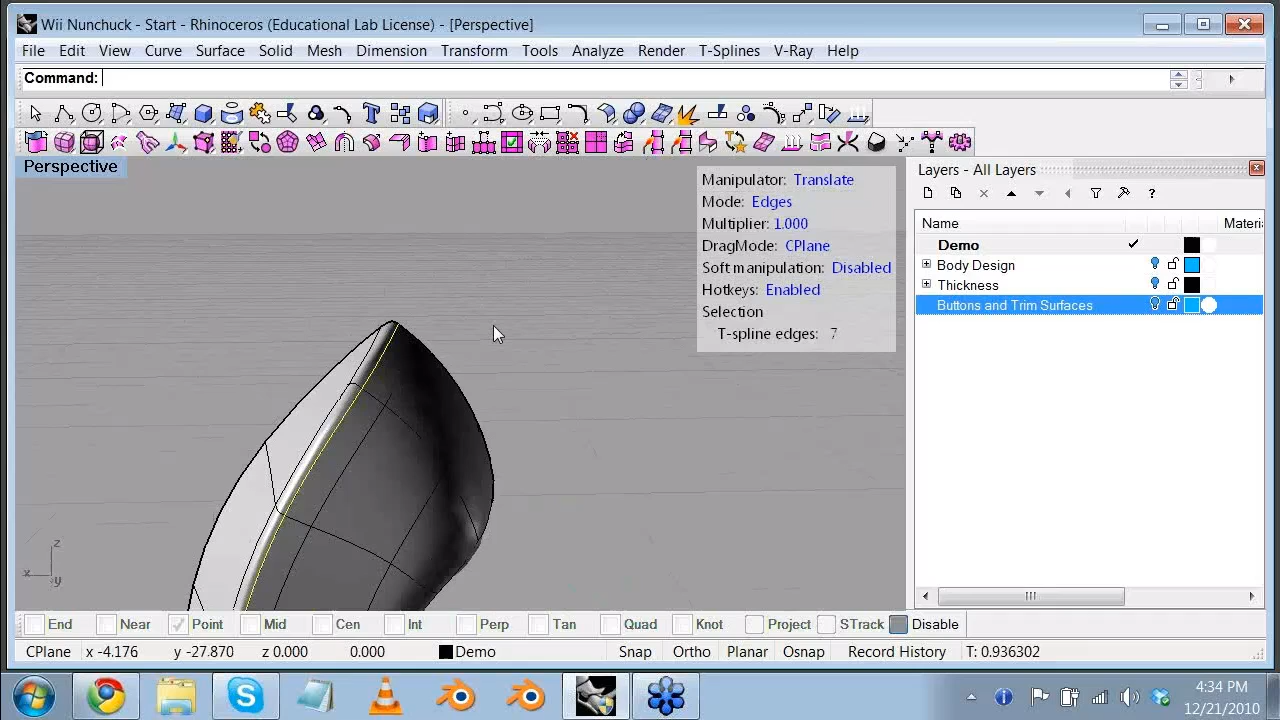 Wii Nunchuck - Start - Rhinoceros (Educational Lab License) - [Perspective]
File Edit View Curve Surface Solid Mesh Dimension Transform Tools Analyze Render T-Splines V-Ray Help
Command:
Perspective
Manipulator: Translate
Mode: Edges
Multiplier: 1.000
DragMode: CPlane
Soft manipulation: Disabled
Hotkeys: Enabled
Selection
T-spline edges: 7
Layers - All Layers
Name Materi
Demo
Body Design
Thickness
Buttons and Trim Surfaces
z
x
y
End Near Point Mid Cen Int Perp Tan Quad Knot Project STrack Disable
CPlane x -4.176 y -27.870 z 0.000 0.000 Demo Snap Ortho Planar Osnap Record History T: 0.936302
4:34 PM
12/21/2010